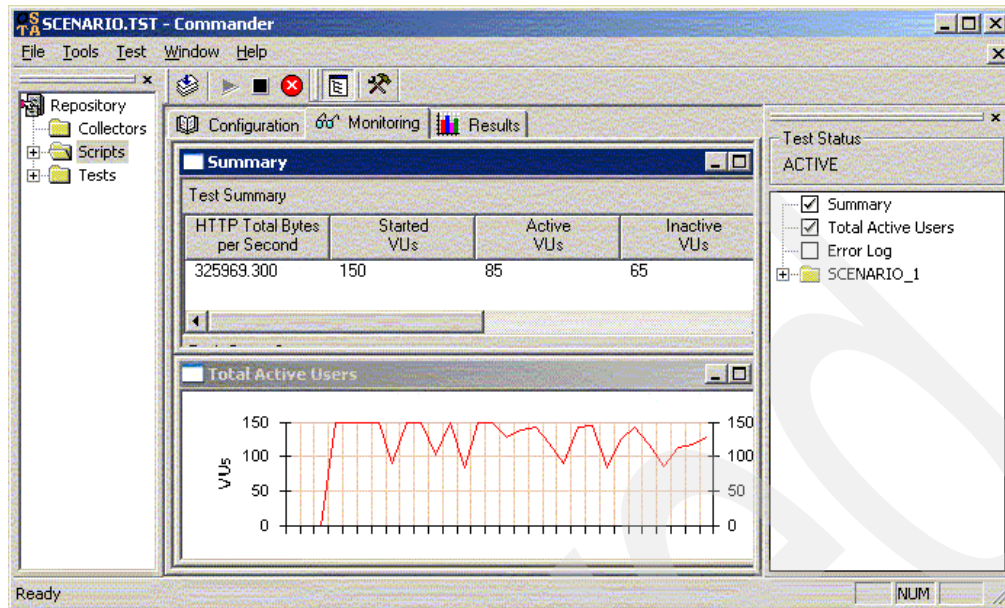 SCENARIO.TST - Commander
File Tools Test Window Help
Repository
Collectors
Scripts
Tests
Configuration Monitoring Results
Summary
Test Summary
HTTP Total Bytes per Second Started VUs Active VUs Inactive VUs
325969.300 150 85 65
Total Active Users
VUs
150 150
100 100
50 50
0 0
Test Status
ACTIVE
Summary
Total Active Users
Error Log
SCENARIO_1
Ready NUM